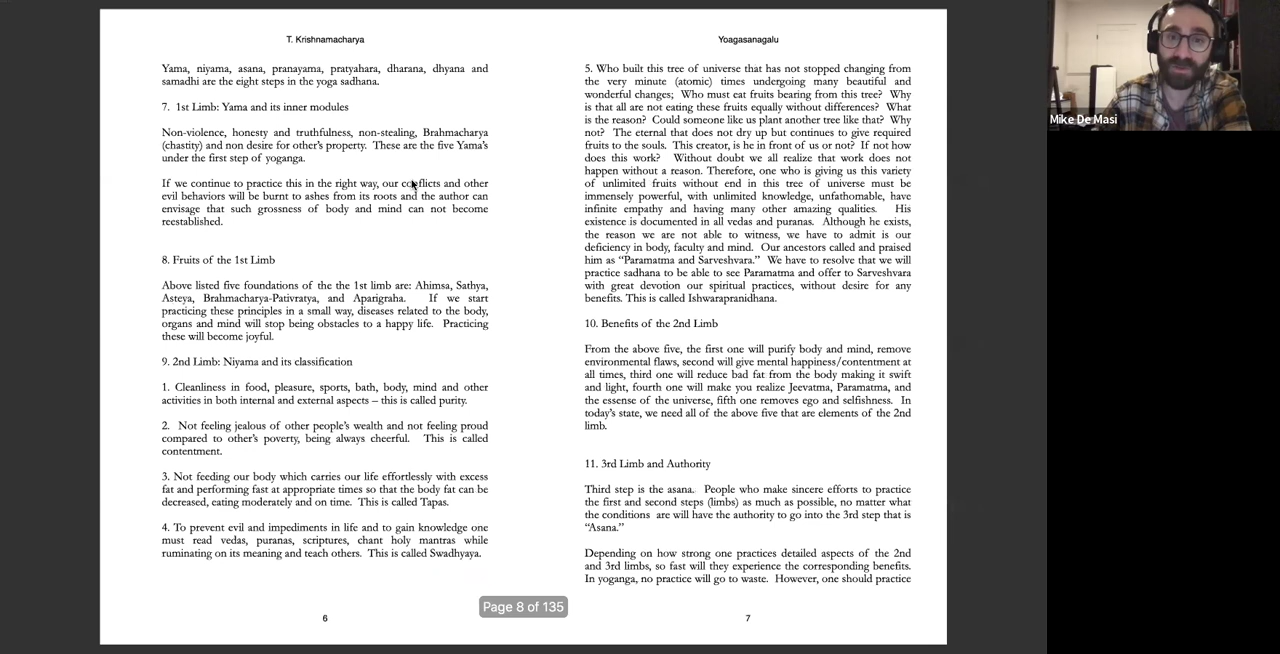 T. Krishnamacharya
Yama, niyama, asana, pranayama, pratyahara, dharana, dhyana and
samadhi are the eight steps in the yoga sadhana.
7. 1st Limb: Yama and its inner modules
Non-violence, honesty and truthfulness, non-stealing, Brahmacharya
(chastity) and non desire for other's property. These are the five Yama's
under the first step of yoganga.
If we continue to practice this in the right way, our conflicts and other
evil behaviors will be burnt to ashes from its roots and the author can
envisage that such grossness of body and mind can not become
reestablished.
8. Fruits of the 1st Limb
Above listed five foundations of the the 1st limb are: Ahimsa, Sathya,
Asteya, Brahmacharya-Pativratya, and Aparigraha. If we start
practicing these principles in a small way, diseases related to the body,
organs and mind will stop being obstacles to a happy life. Practicing
these will become joyful.
9. 2nd Limb: Niyama and its classification
1. Cleanliness in food, pleasure, sports, bath, body, mind and other
activities in both internal and external aspects – this is called purity.
2. Not feeling jealous of other people's wealth and not feeling proud
compared to other's poverty, being always cheerful. This is called
contentment.
3. Not feeding our body which carries our life effortlessly with excess
fat and performing fast at appropriate times so that the body fat can be
decreased, eating moderately and on time. This is called Tapas.
4. To prevent evil and impediments in life and to gain knowledge one
must read vedas, puranas, scriptures, chant holy mantras while
ruminating on its meaning and teach others. This is called Swadhyaya.
6
Yoagasanagalu
5. Who built this tree of universe that has not stopped changing from
the very minute (atomic) times undergoing many beautiful and
wonderful changes; Who must eat fruits bearing from this tree? Why
is that all are not eating these fruits equally without differences? What
is the reason? Could someone like us plant another tree like that? Why
not? The eternal that does not dry up but continues to give required
fruits to the souls. This creator, is he in front of us or not? If not how
does this work? Without doubt we all realize that work does not
happen without a reason. Therefore, one who is giving us this variety
of unlimited fruits without end in this tree of universe must be
immensely powerful, with unlimited knowledge, unfathomable, have
infinite empathy and having many other amazing qualities. His
existence is documented in all vedas and puranas. Although he exists,
the reason we are not able to witness, we have to admit is our
deficiency in body, faculty and mind. Our ancestors called and praised
him as “Paramatma and Sarveshvara.” We have to resolve that we will
practice sadhana to be able to see Paramatma and offer to Sarveshvara
with great devotion our spiritual practices, without desire for any
benefits. This is called Ishwarapranidhana.
10. Benefits of the 2nd Limb
From the above five, the first one will purify body and mind, remove
environmental flaws, second will give mental happiness/contentment at
all times, third one will reduce bad fat from the body making it swift
and light, fourth one will make you realize Jeevatma, Paramatma, and
the essense of the universe, fifth one removes ego and selfishness. In
today's state, we need all of the above five that are elements of the 2nd
limb.
11. 3rd Limb and Authority
Third step is the asana. People who make sincere efforts to practice
the first and second steps (limbs) as much as possible, no matter what
the conditions are will have the authority to go into the 3rd step that is
“Asana.”
Depending on how strong one practices detailed aspects of the 2nd
and 3rd limbs, so fast will they experience the corresponding benefits.
In yoganga, no practice will go to waste. However, one should practice
7
Page 8 of 135
Mike De Masi